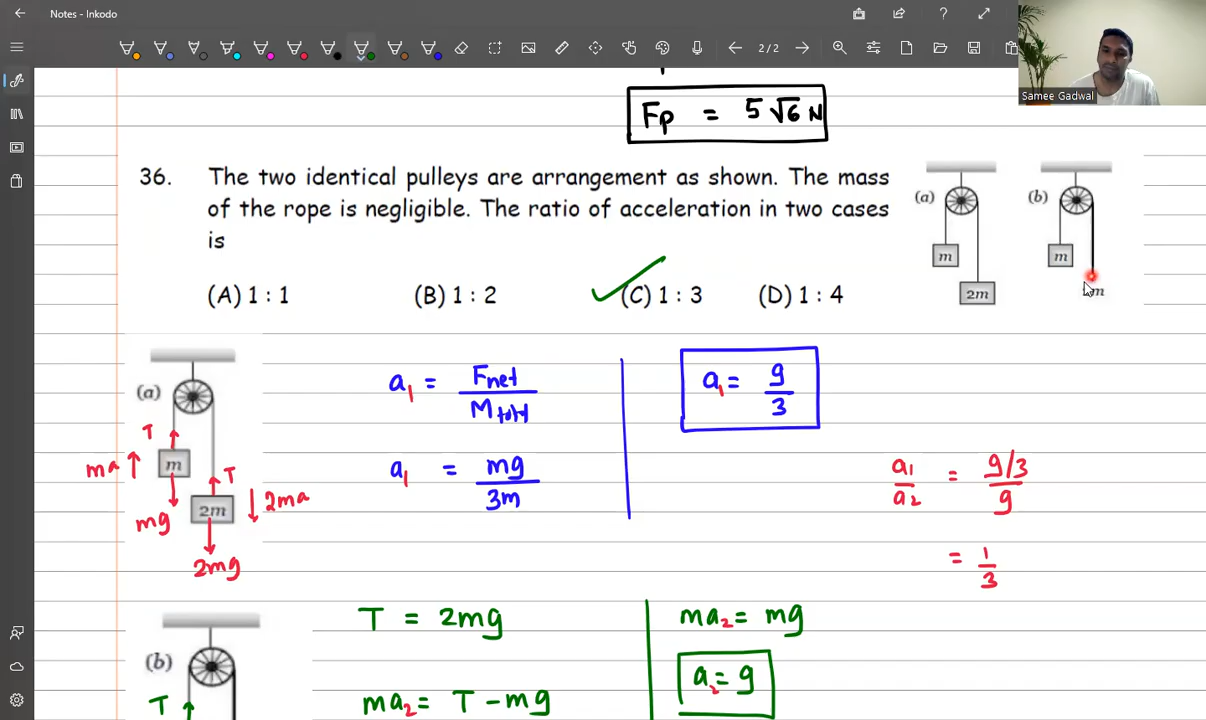 Notes - Inkodo
2/2
Samee Gadwal
Fp = 5√6 N
36. The two identical pulleys are arrangement as shown. The mass
of the rope is negligible. The ratio of acceleration in two cases
is
(A) 1 : 1 (B) 1 : 2 (C) 1 : 3 (D) 1 : 4
(a)
m
2m
(b)
m
(a)
T
ma
m
mg
T
2m
2ma
2mg
a1 = Fnet / Mtotal
a1 = mg / 3m
a1 = g / 3
a1 / a2 = g/3 / g
= 1 / 3
(b)
T
T = 2mg
ma2 = T - mg
ma2 = mg
a2 = g